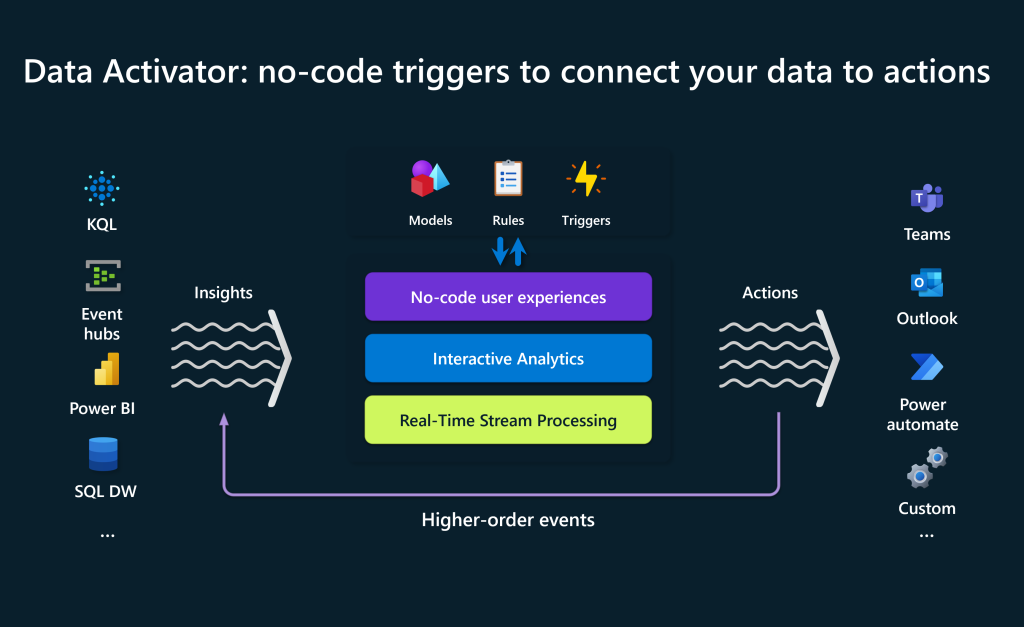 Data Activator: no-code triggers to connect your data to actions
KQL
Event
hubs
Power BI
SQL DW
...
Insights
Models
Rules
Triggers
No-code user experiences
Interactive Analytics
Real-Time Stream Processing
Higher-order events
Actions
Teams
Outlook
Power
automate
Custom
...